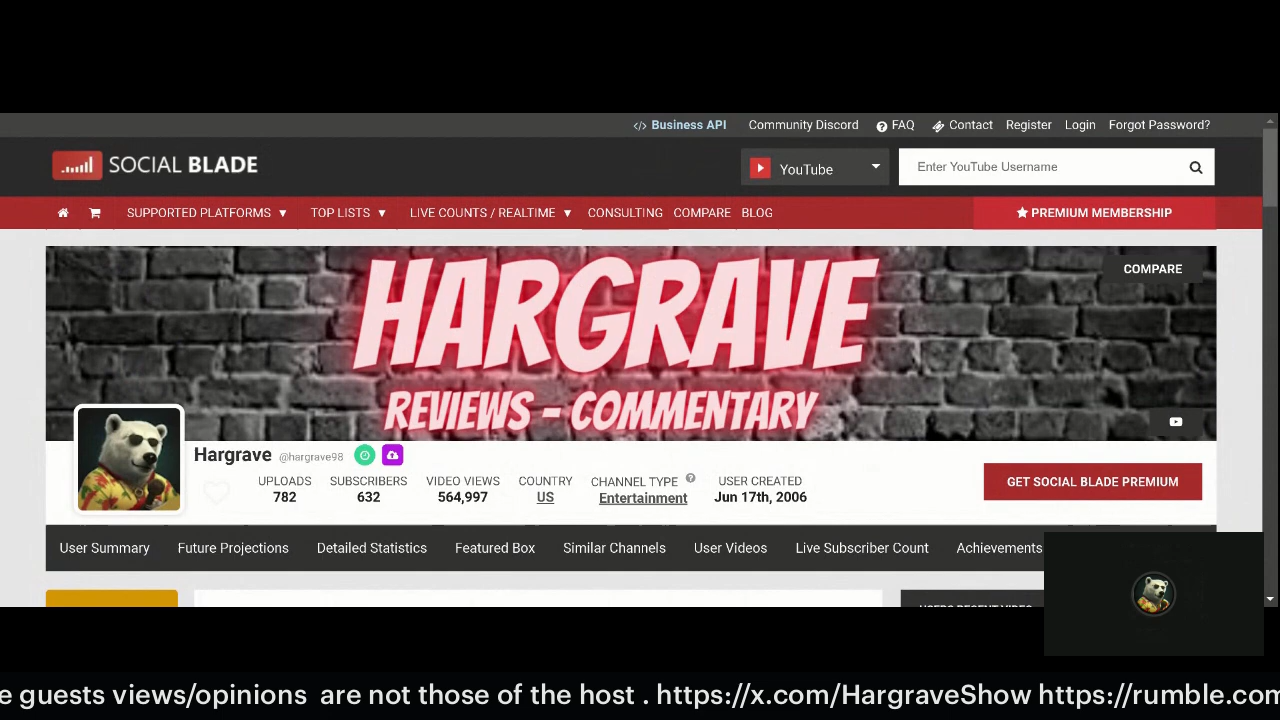 </> Business API Community Discord FAQ Contact Register Login Forgot Password?
SOCIAL BLADE YouTube Enter YouTube Username
SUPPORTED PLATFORMS ▼ TOP LISTS ▼ LIVE COUNTS / REALTIME ▼ CONSULTING COMPARE BLOG PREMIUM MEMBERSHIP
COMPARE
HARGRAVE
REVIEWS - COMMENTARY
Hargrave @hargrave98
UPLOADS SUBSCRIBERS VIDEO VIEWS COUNTRY CHANNEL TYPE USER CREATED
782 632 564,997 US Entertainment Jun 17th, 2006
GET SOCIAL BLADE PREMIUM
User Summary Future Projections Detailed Statistics Featured Box Similar Channels User Videos Live Subscriber Count Achievements
e guests views/opinions are not those of the host . https://x.com/HargraveShow https://rumble.com